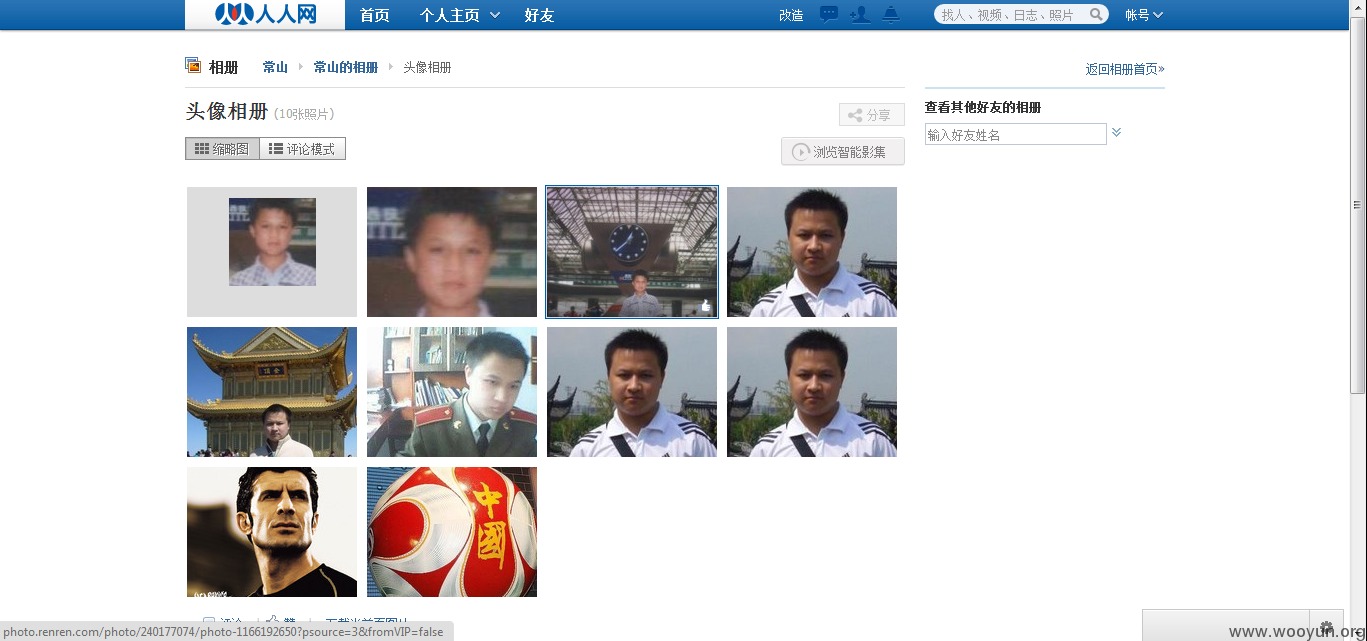 人人网 首页 个人主页 好友 改造 找人、视频、日志、照片 帐号
相册 常山 常山的相册 头像相册 返回相册首页»
头像相册 (10张照片) 分享 查看其他好友的相册
输入好友姓名
缩略图 评论模式 浏览智能影集
金顶
中国
评论 赞 下载当前页图片
photo.renren.com/photo/240177074/photo-1166192650?psource=3&fromVIP=false
www.wooyun.org